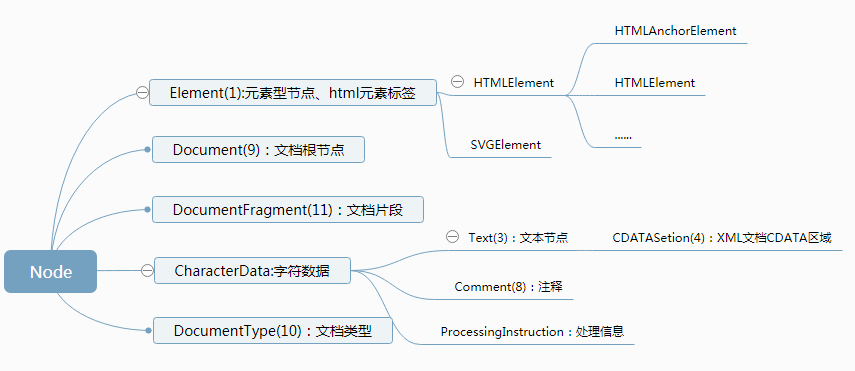 HTMLAnchorElement
Element(1):元素型节点、html元素标签
HTMLElement
HTMLElement
Document(9)：文档根节点
SVGElement
......
DocumentFragment(11)：文档片段
Text(3)：文本节点
CDATASetion(4)：XML文档CDATA区域
Node
CharacterData:字符数据
Comment(8)：注释
DocumentType(10)：文档类型
ProcessingInstruction：处理信息